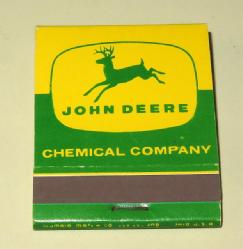 JOHN DEERE
CHEMICAL COMPANY